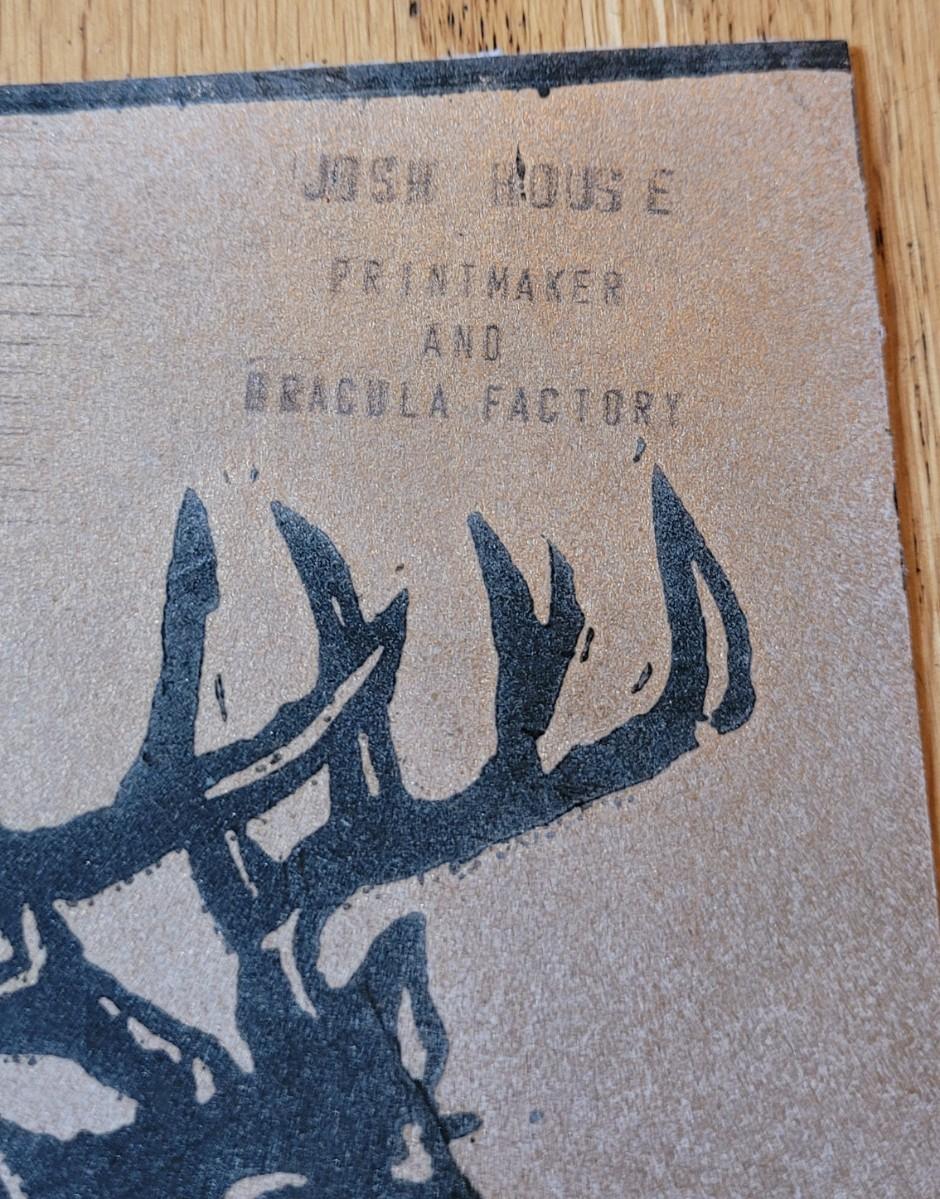 JOSH HOUSE
PRINTMAKER
AND
DRACULA FACTORY